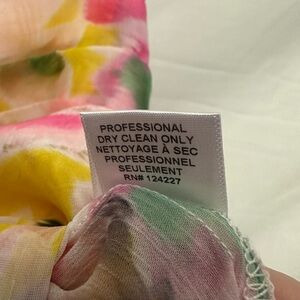 PROFESSIONAL
DRY CLEAN ONLY
NETTOYAGE À SEC
PROFESSIONNEL
SEULEMENT
RN# 124227